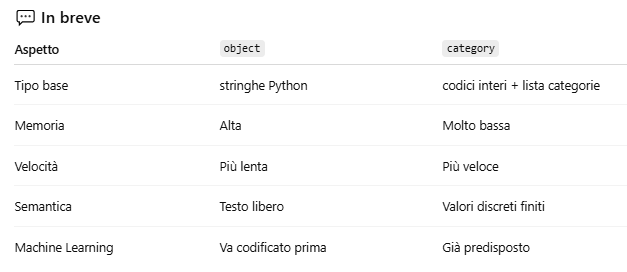 In breve
Aspetto object category
Tipo base stringhe Python codici interi + lista categorie
Memoria Alta Molto bassa
Velocità Più lenta Più veloce
Semantica Testo libero Valori discreti finiti
Machine Learning Va codificato prima Già predisposto